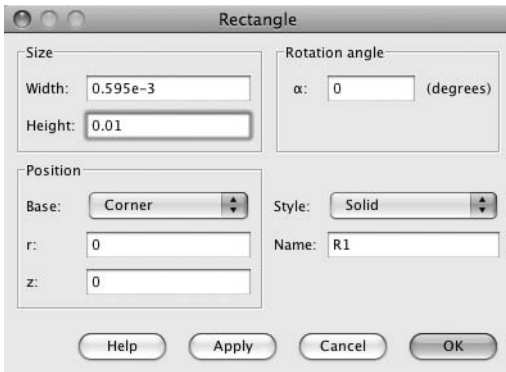 Rectangle
Size
Width: 0.595e-3
Height: 0.01
Rotation angle
α: 0 (degrees)
Position
Base: Corner
r: 0
z: 0
Style: Solid
Name: R1
Help Apply Cancel OK